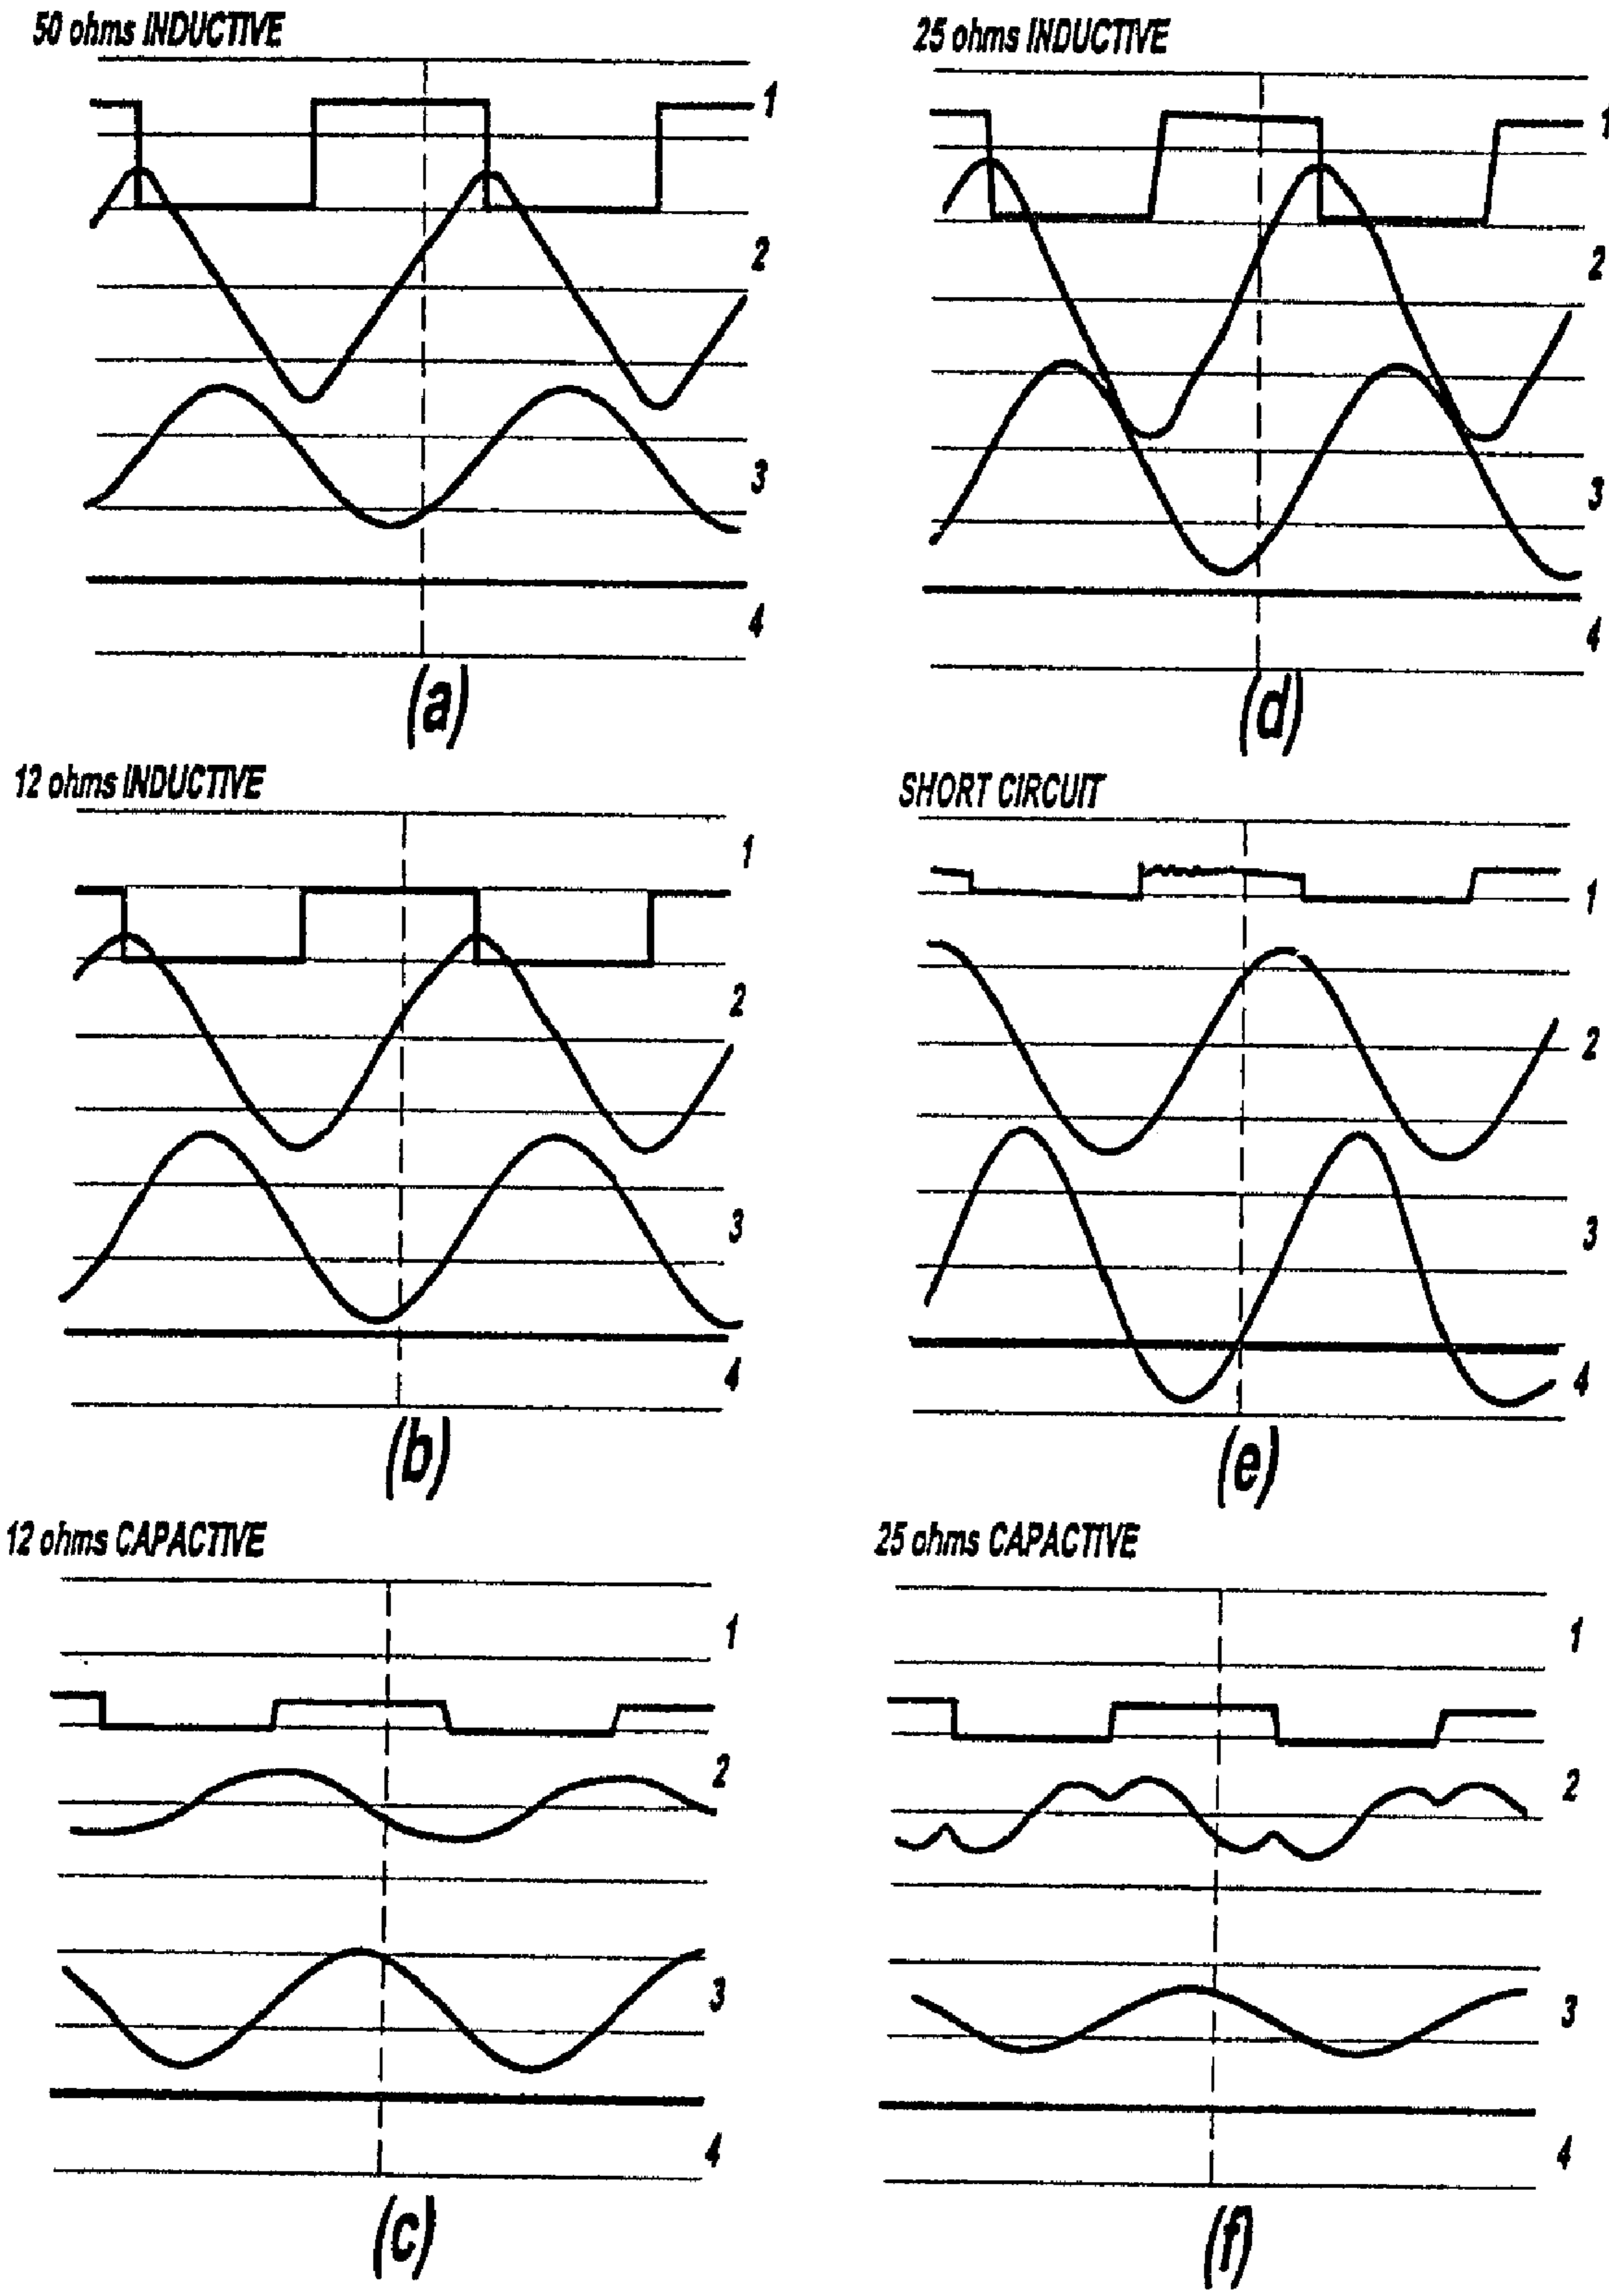 50 ohms INDUCTIVE
1
2
3
4
(a)
25 ohms INDUCTIVE
1
2
3
4
(d)
12 ohms INDUCTIVE
1
2
3
4
(b)
SHORT CIRCUIT
1
2
3
4
(e)
12 ohms CAPACTIVE
1
2
3
4
(c)
25 ohms CAPACTIVE
1
2
3
4
(f)